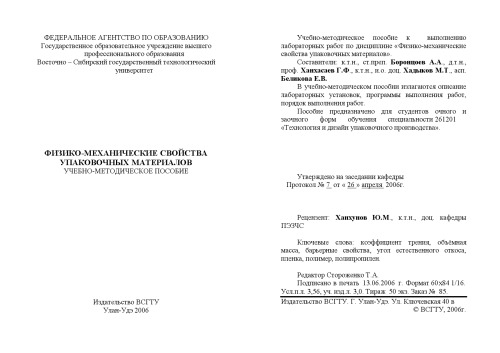 ФЕДЕРАЛЬНОЕ АГЕНТСТВО ПО ОБРАЗОВАНИЮ
Государственное образовательное учреждение высшего
профессионального образования
Восточно – Сибирский государственный технологический
университет
ФИЗИКО-МЕХАНИЧЕСКИЕ СВОЙСТВА
УПАКОВОЧНЫХ МАТЕРИАЛОВ
УЧЕБНО-МЕТОДИЧЕСКОЕ ПОСОБИЕ
Издательство ВСГТУ
Улан-Удэ 2006
Учебно-методическое пособие к выполнению
лабораторных работ по дисциплине «Физико-механические
свойства упаковочных материалов».
Составители: к.т.н., ст.преп. Боронцоев А.А., д.т.н.,
проф. Ханхасаев Г.Ф., к.т.н., и.о. доц. Хадыков М.Т., асп.
Беликова Е.В.
В учебно-методическом пособии излагаются описание
лабораторных установок, программы выполнения работ,
порядок выполнения работ.
Пособие предназначено для студентов очного и
заочного форм обучения специальности 261201
«Технология и дизайн упаковочного производства».
Утверждено на заседании кафедры
Протокол № 7 от « 26 » апреля 2006г.
Рецензент: Ханхунов Ю.М., к.т.н., доц. кафедры
ПЭЗЧС
Ключевые слова: коэффициент трения, объёмная
масса, барьерные свойства, угол естественного откоса,
пленка, полимер, полипропилен.
Редактор Стороженко Т.А.
Подписано в печать 13.06.2006 г. Формат 60х84 1/16.
Усл.п.л. 3,56, уч. изд.л. 3,0. Тираж 50 экз. Заказ № 85.
Издательство ВСГТУ. Г. Улан-Удэ. Ул. Ключевская 40 в
© ВСГТУ, 2006г.